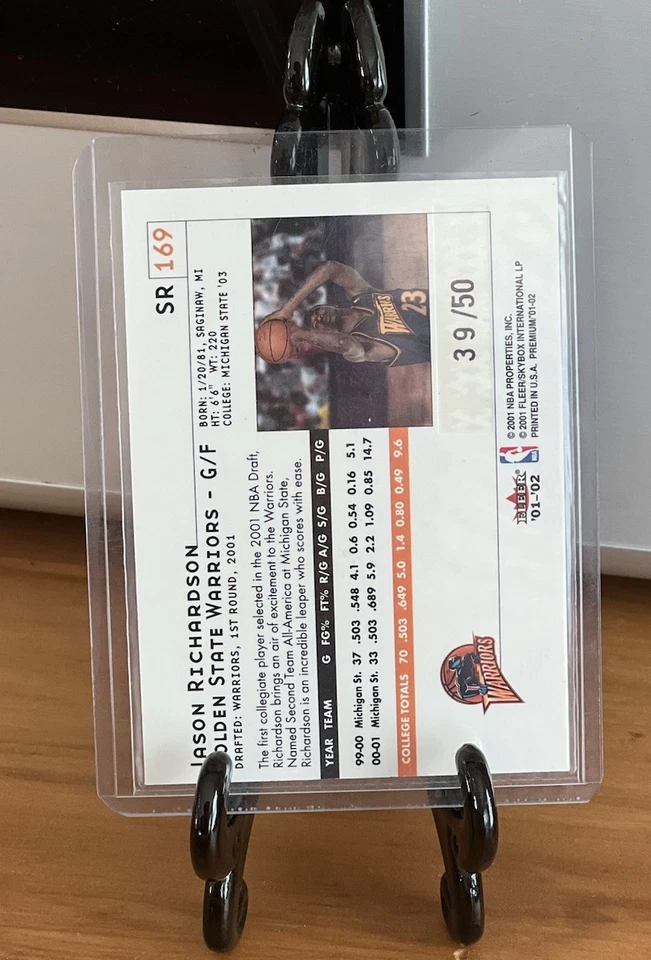 SR 169
JASON RICHARDSON
OLDEN STATE WARRIORS - G/F
DRAFTED: WARRIORS, 1ST ROUND, 2001
BORN: 1/20/81, SAGINAW, MI
HT: 6'6" WT: 220
COLLEGE: MICHIGAN STATE '03
The first collegiate player selected in the 2001 NBA Draft,
Richardson brings an air of excitement to the Warriors.
Named Second Team All-America at Michigan State,
Richardson is an incredible leaper who scores with ease.
WARRIORS
23
YEAR TEAM G FG% FT% R/G A/G S/G B/G P/G
99-00 Michigan St. 37 .503 .548 4.1 0.6 0.54 0.16 5.1
00-01 Michigan St. 33 .503 .689 5.9 2.2 1.09 0.85 14.7
COLLEGE TOTALS 70 .503 .649 5.0 1.4 0.80 0.49 9.6
39/50
WARRIORS
FLEER®
'01-'02
NBA
© 2001 NBA PROPERTIES, INC.
© 2001 FLEER/SKYBOX INTERNATIONAL LP
PRINTED IN U.S.A. PREMIUM'01-02